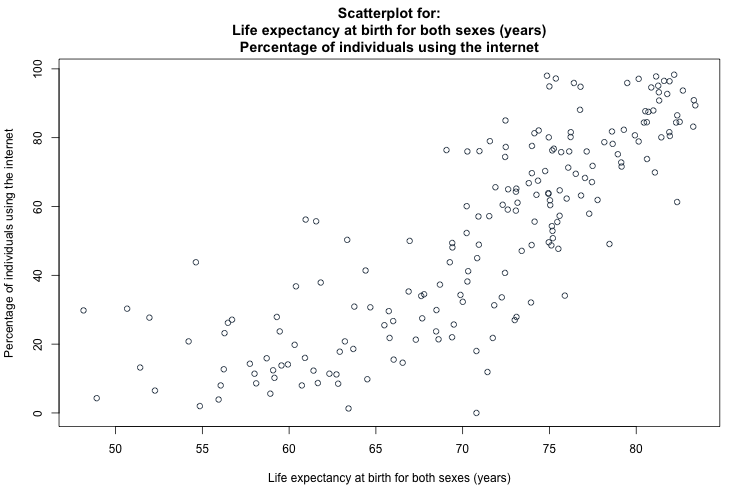 Scatterplot for:
Life expectancy at birth for both sexes (years)
Percentage of individuals using the internet
Percentage of individuals using the internet
100
80
60
40
20
0
50 55 60 65 70 75 80
Life expectancy at birth for both sexes (years)